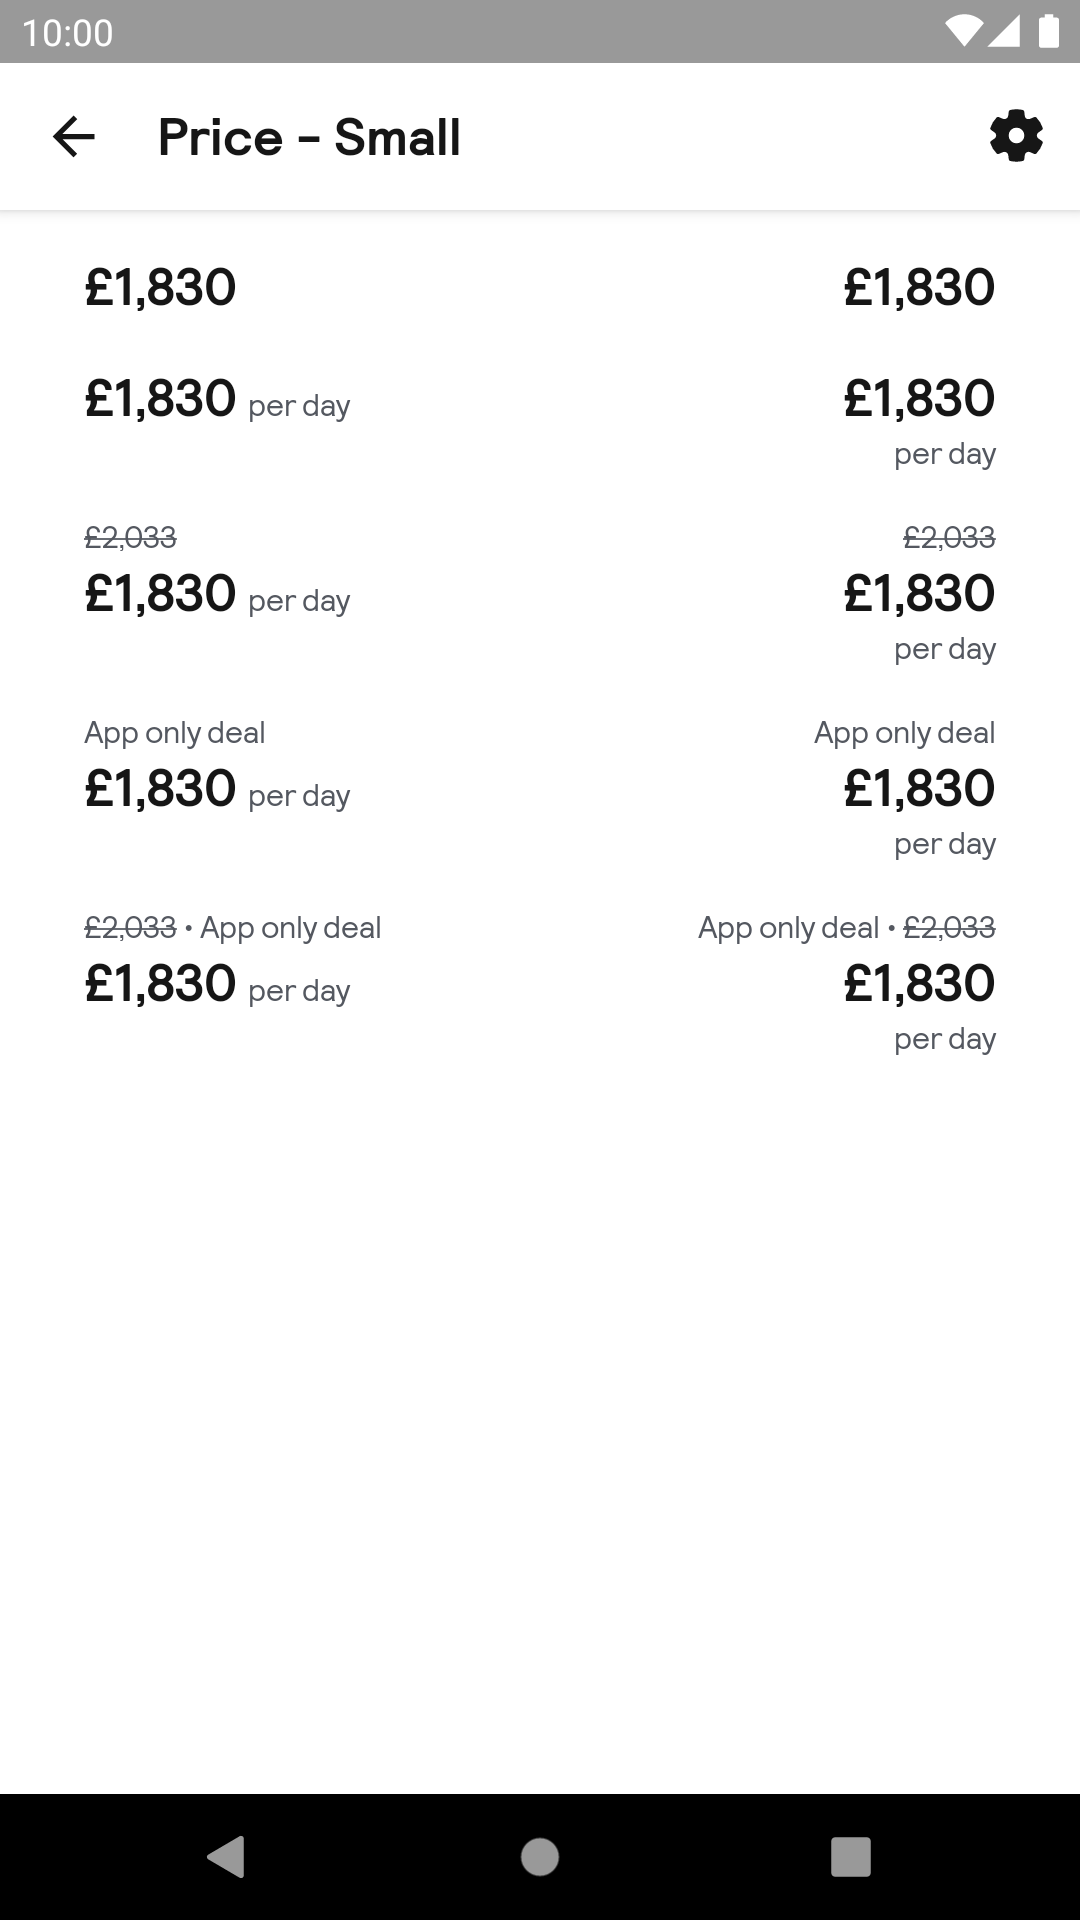 10:00
Price – Small
£1,830 £1,830
£1,830 per day £1,830
per day
£2,033 £2,033
£1,830 per day £1,830
per day
App only deal App only deal
£1,830 per day £1,830
per day
£2,033 • App only deal App only deal • £2,033
£1,830 per day £1,830
per day